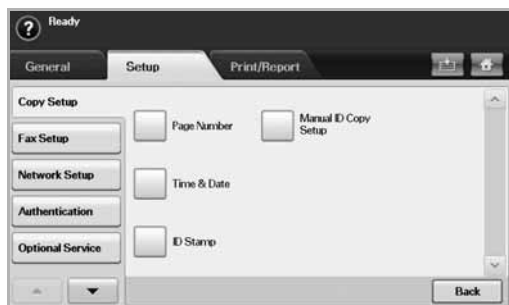 Ready
General Setup Print/Report
Copy Setup
Fax Setup
Network Setup
Authentication
Optional Service
Page Number
Manual ID Copy
Setup
Time & Date
ID Stamp
Back